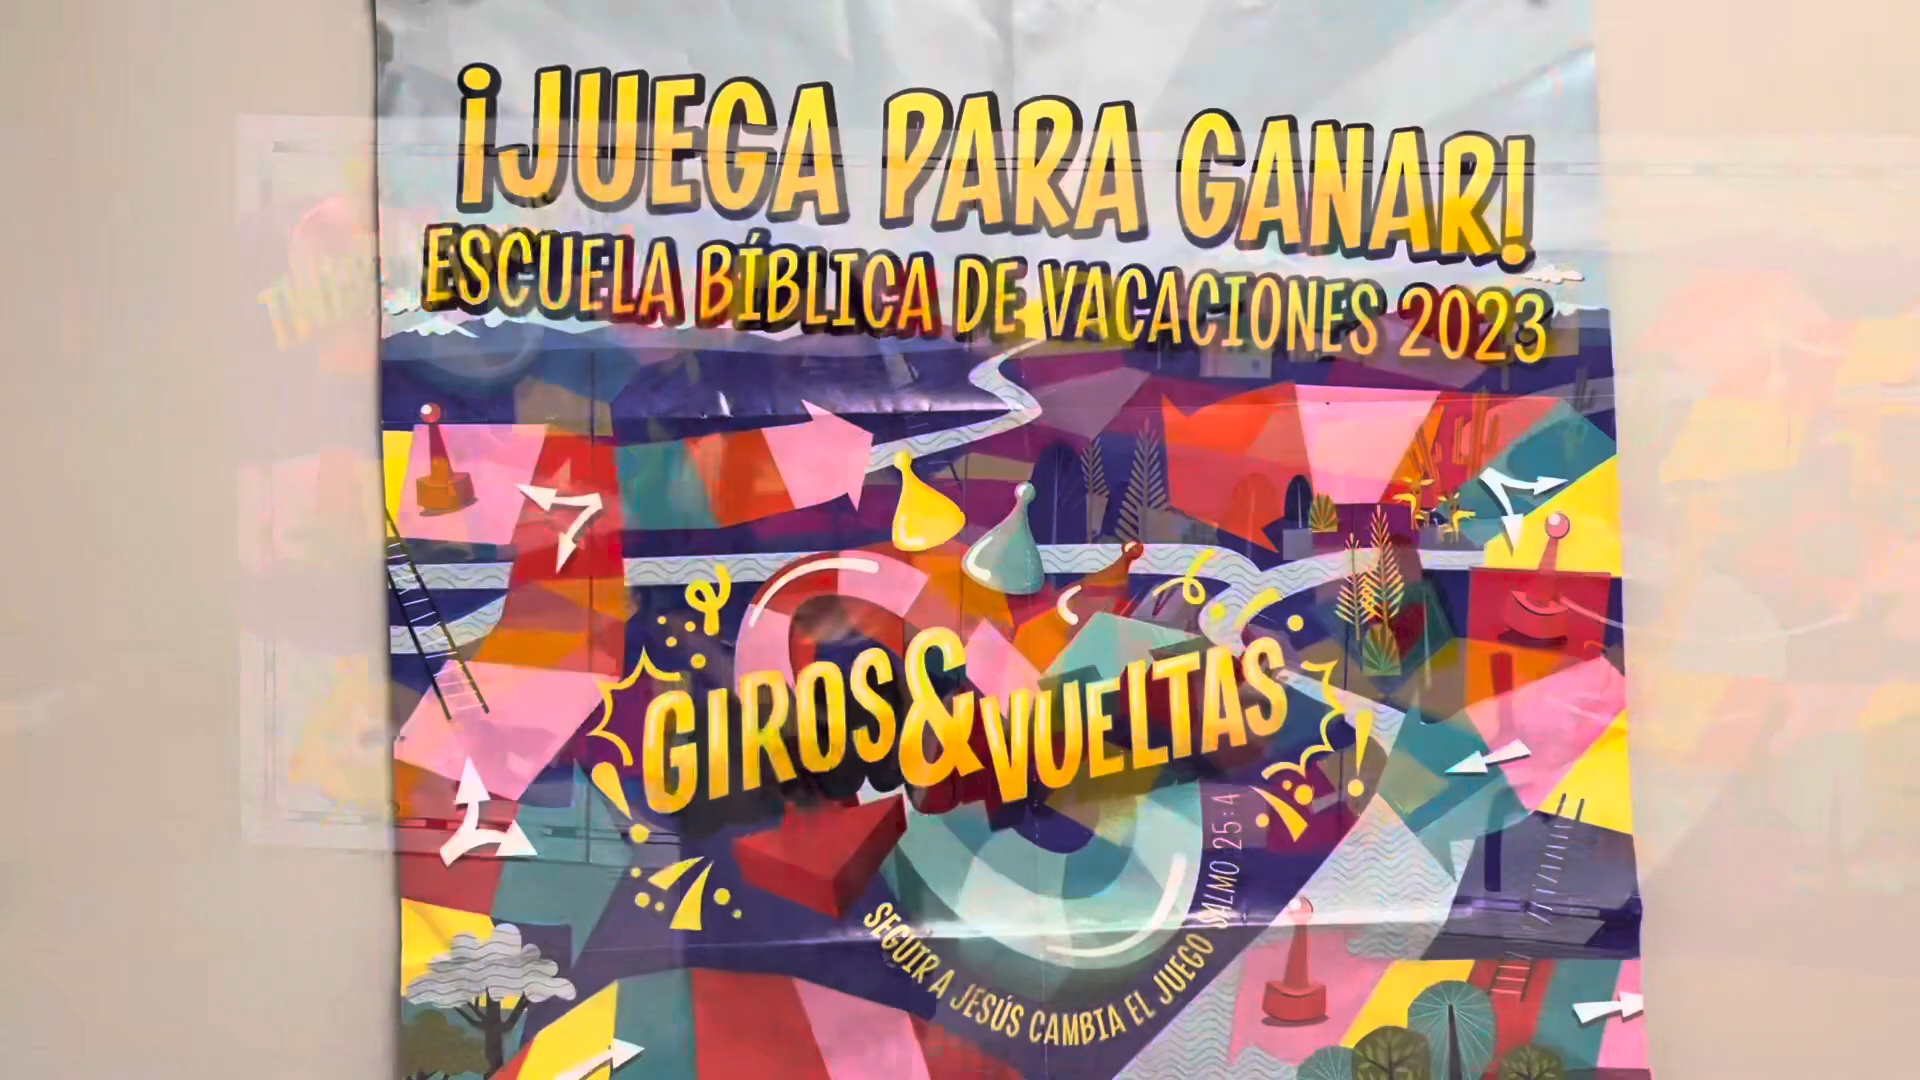 ¡JUEGA PARA GANAR!
ESCUELA BÍBLICA DE VACACIONES 2023
GIROS & VUELTAS
SEGUIR A JESÚS CAMBIA EL JUEGO SALMO 25:4